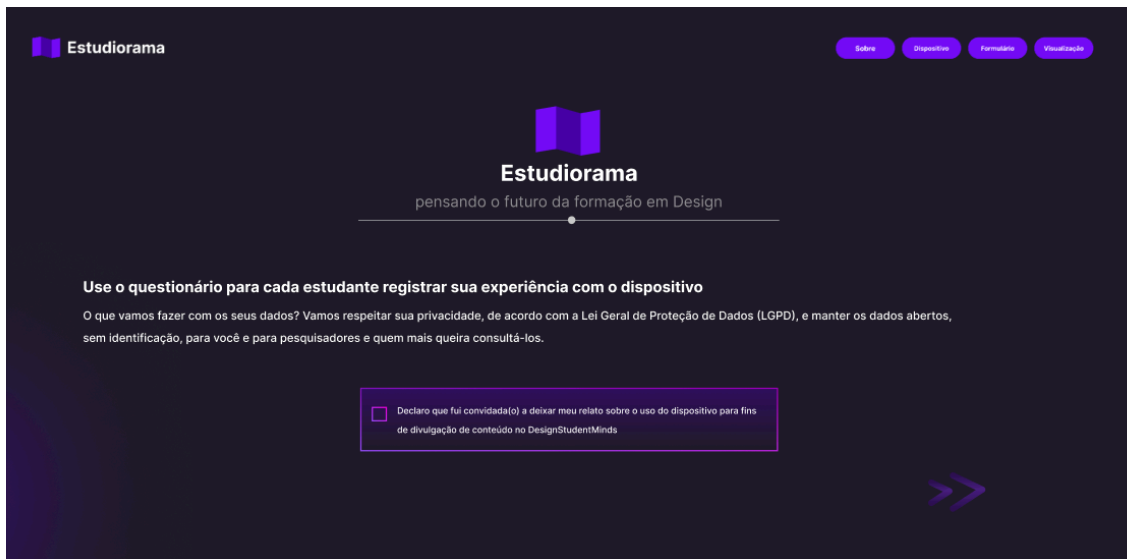 Estudiorama
Sobre
Dispositivo
Formulário
Visualização
Estudiorama
pensando o futuro da formação em Design
Use o questionário para cada estudante registrar sua experiência com o dispositivo
O que vamos fazer com os seus dados? Vamos respeitar sua privacidade, de acordo com a Lei Geral de Proteção de Dados (LGPD), e manter os dados abertos,
sem identificação, para você e para pesquisadores e quem mais queira consultá-los.
Declaro que fui convidada(o) a deixar meu relato sobre o uso do dispositivo para fins
de divulgação de conteúdo no DesignStudentMinds